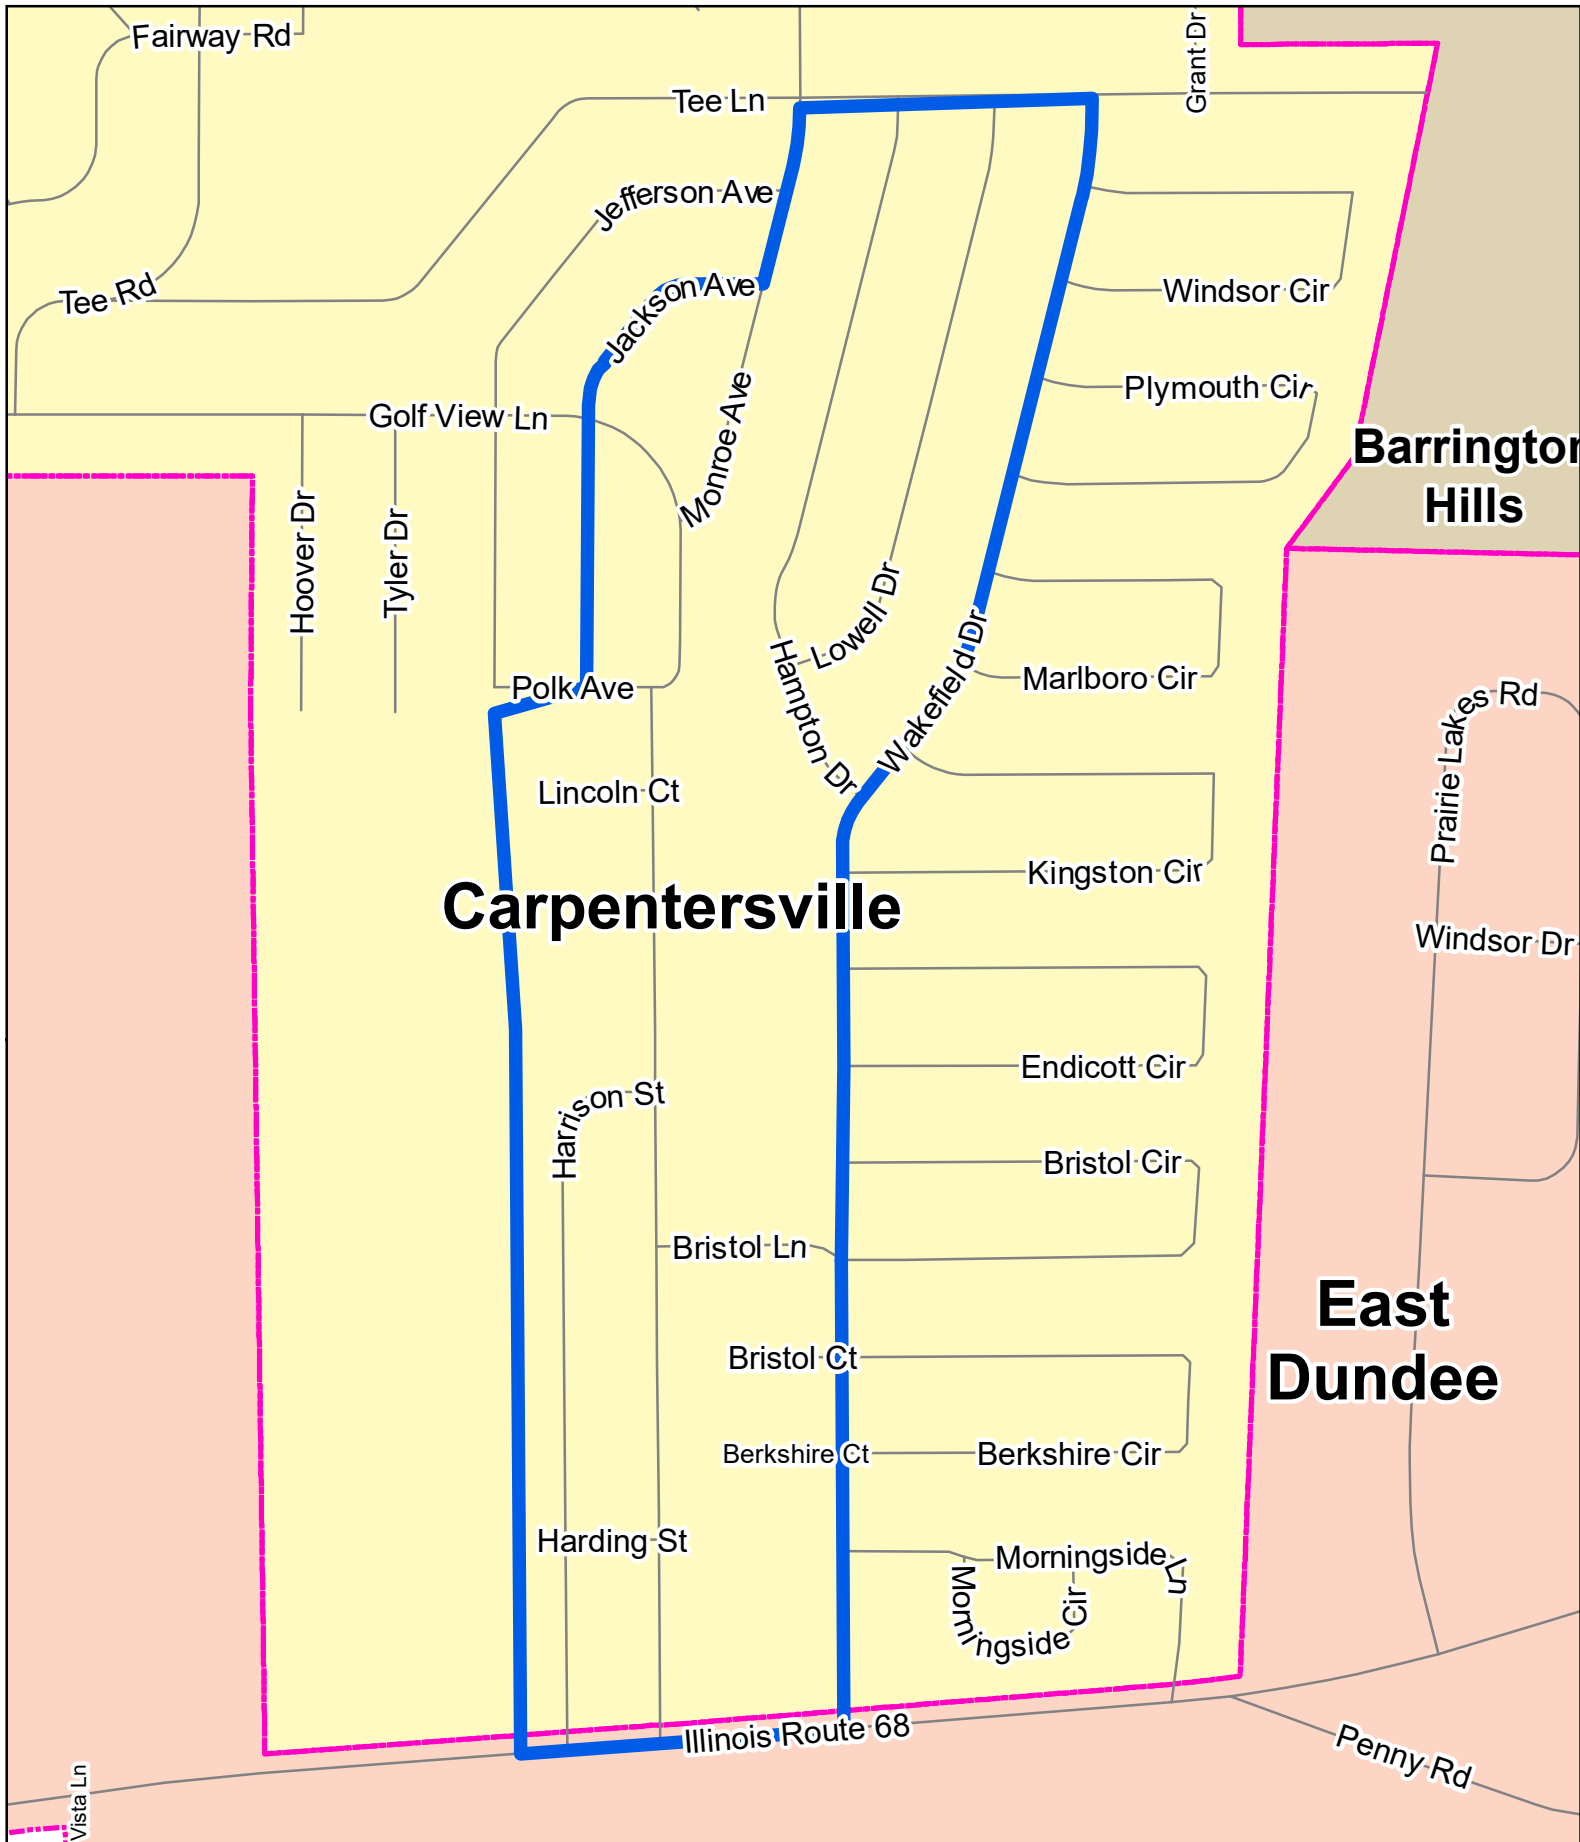 Fairway Rd
Grant Dr
Tee Ln
Jefferson Ave
Tee Rd
Jackson Ave
Windsor Cir
Plymouth Cir
Golf View Ln
Monroe Ave
Barrington
Hills
Hoover Dr
Tyler Dr
Lowell Dr
Hampton Dr
Wakefield Dr
Marlboro Cir
Polk Ave
Prairie Lakes Rd
Lincoln Ct
Kingston Cir
Carpentersville
Windsor Dr
Endicott Cir
Harrison St
Bristol Cir
Bristol Ln
East
Dundee
Bristol Ct
Berkshire Ct
Berkshire Cir
Harding St
Morningside Ln
Morningside Cir
Illinois Route 68
Penny Rd
Vista Ln